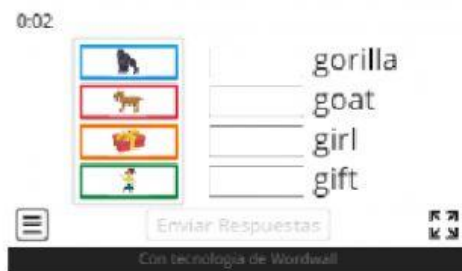 0:02
gorilla
goat
girl
gift
Enviar Respuestas
Con tecnología de Wordwall